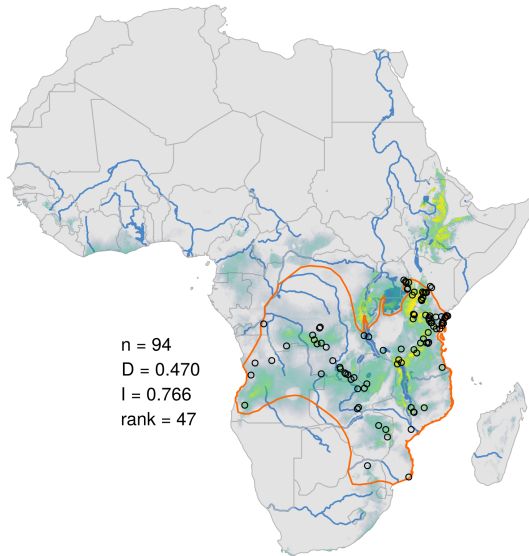 n = 94
D = 0.470
I = 0.766
rank = 47